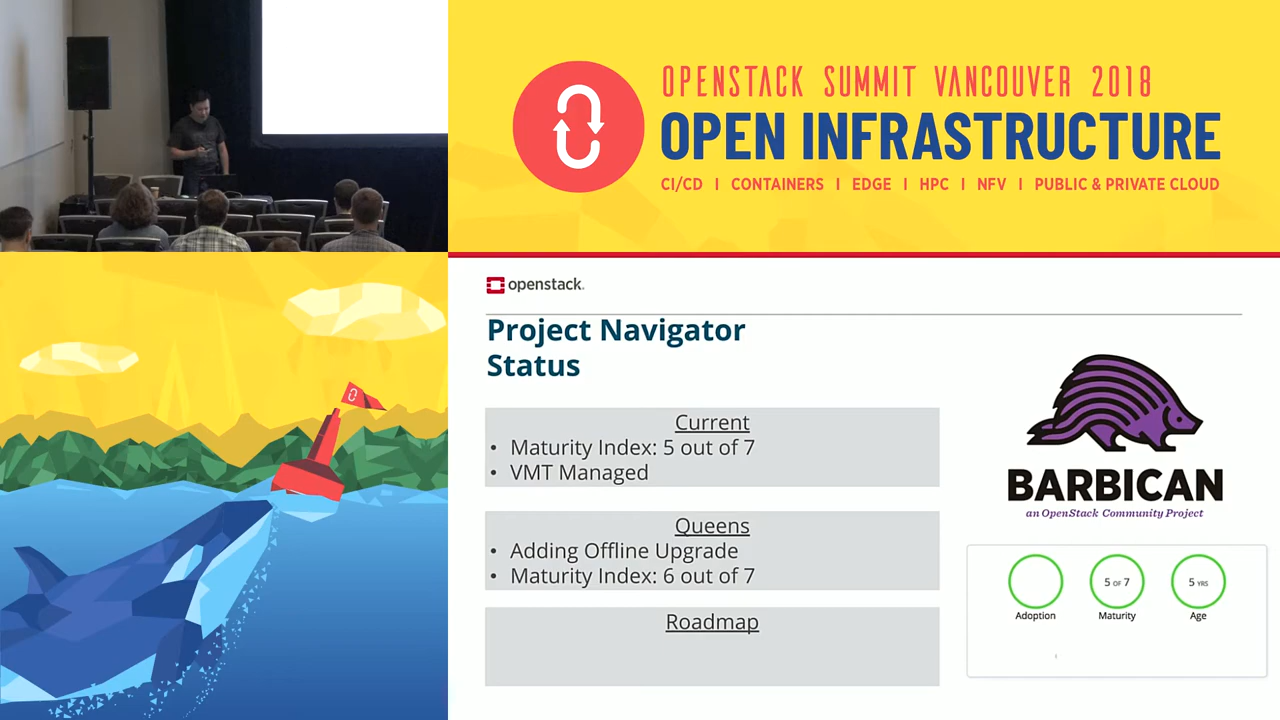 OPENSTACK SUMMIT VANCOUVER 2018
OPEN INFRASTRUCTURE
CI/CD | CONTAINERS | EDGE | HPC | NFV | PUBLIC & PRIVATE CLOUD
openstack.
Project Navigator
Status
Current
• Maturity Index: 5 out of 7
• VMT Managed
Queens
• Adding Offline Upgrade
• Maturity Index: 6 out of 7
Roadmap
BARBICAN
an OpenStack Community Project
5 OF 7
5 YRS
Adoption
Maturity
Age